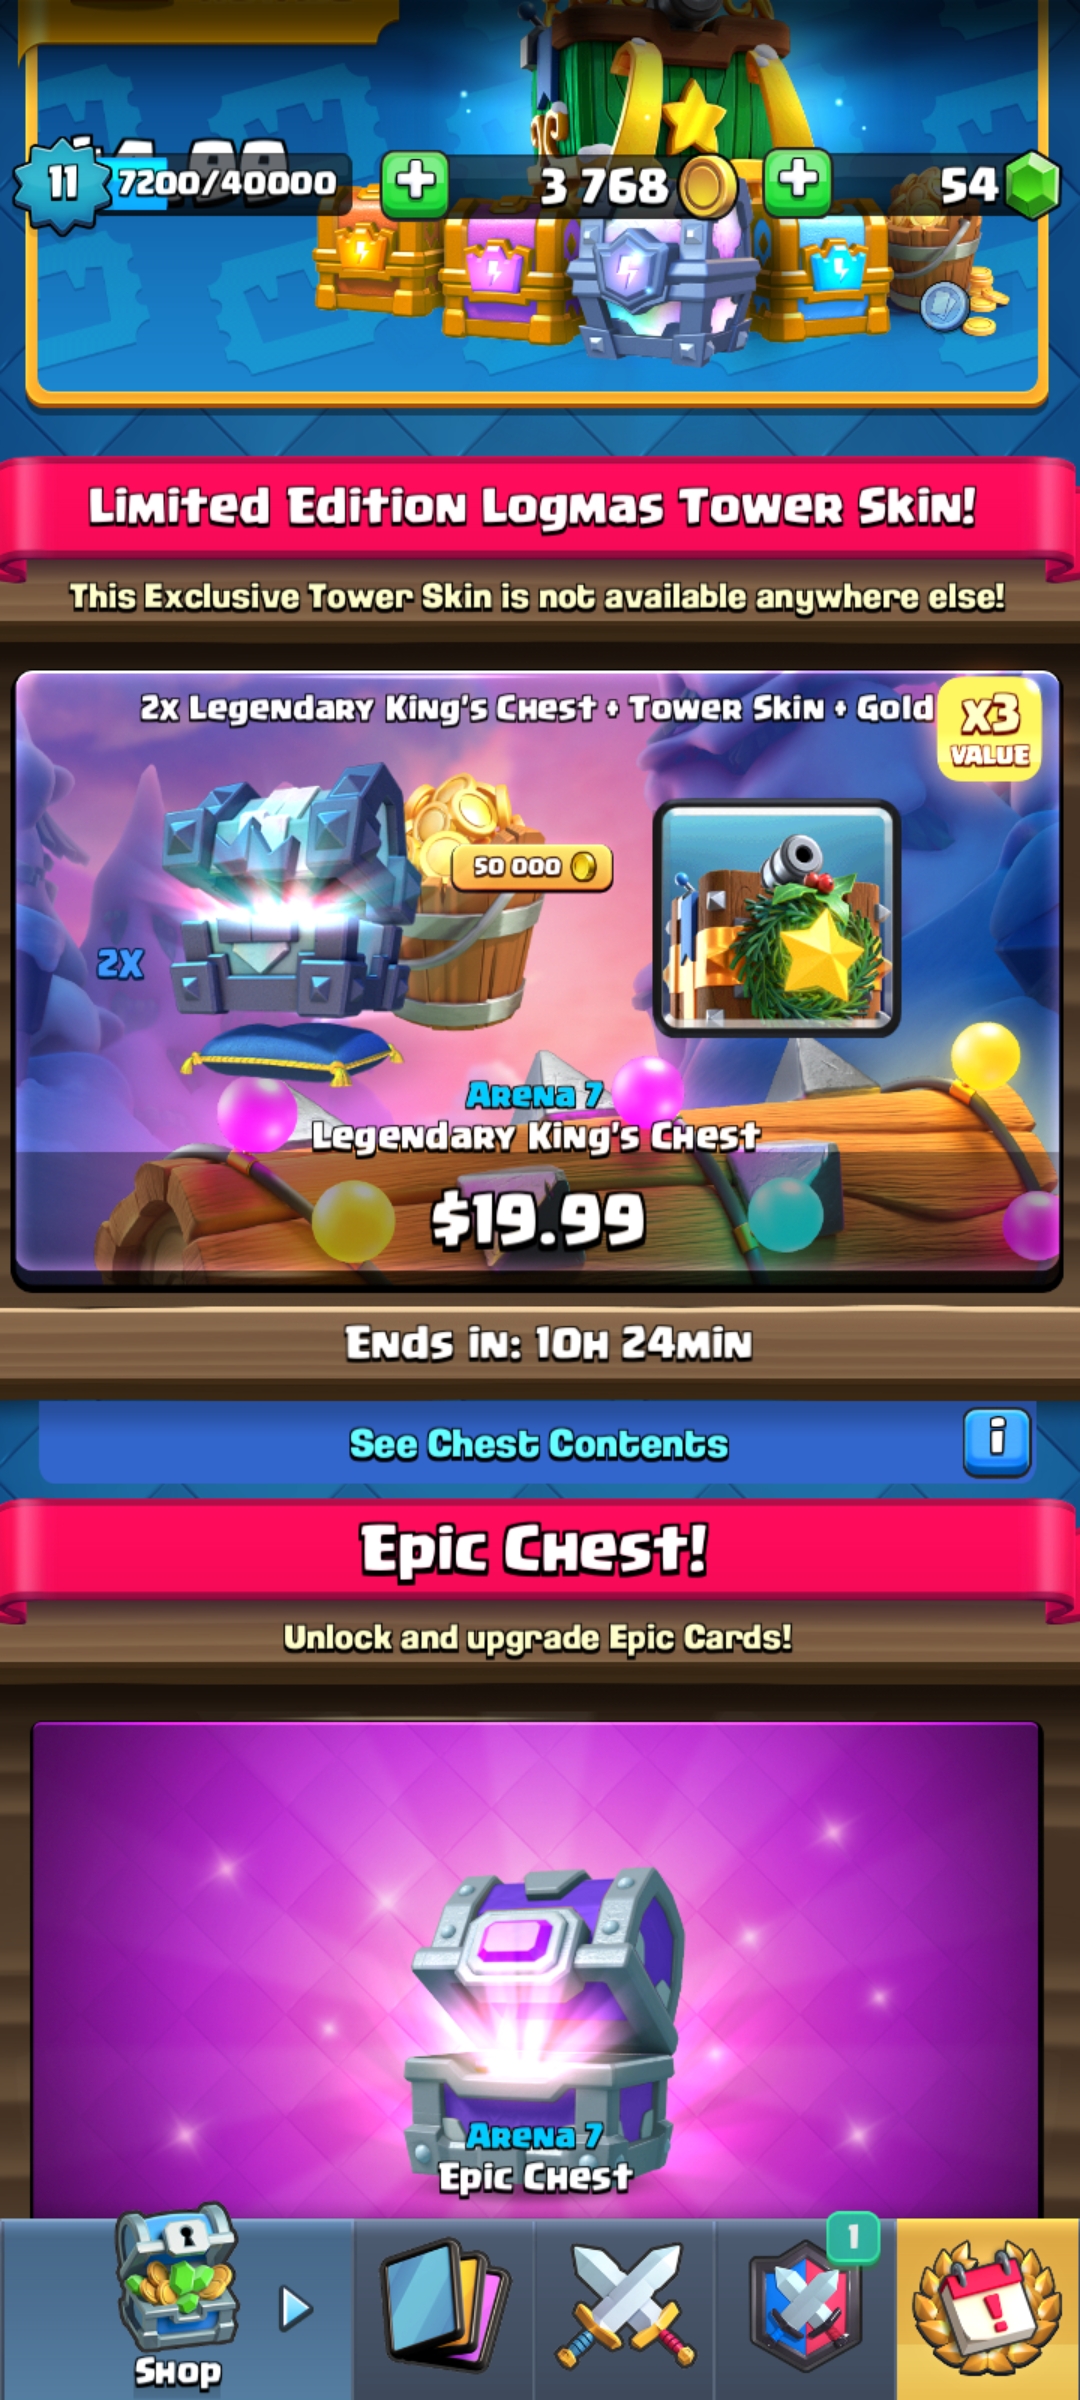 11
7200/40000
3 768
54
Limited Edition Logmas Tower Skin!
This Exclusive Tower Skin is not available anywhere else!
2x Legendary King's Chest + Tower Skin + Gold
x3
VALUE
50 000
2X
Arena 7
Legendary King's Chest
$19.99
Ends in: 10h 24min
See Chest Contents
i
Epic Chest!
Unlock and upgrade Epic Cards!
Arena 7
Epic Chest
1
Shop